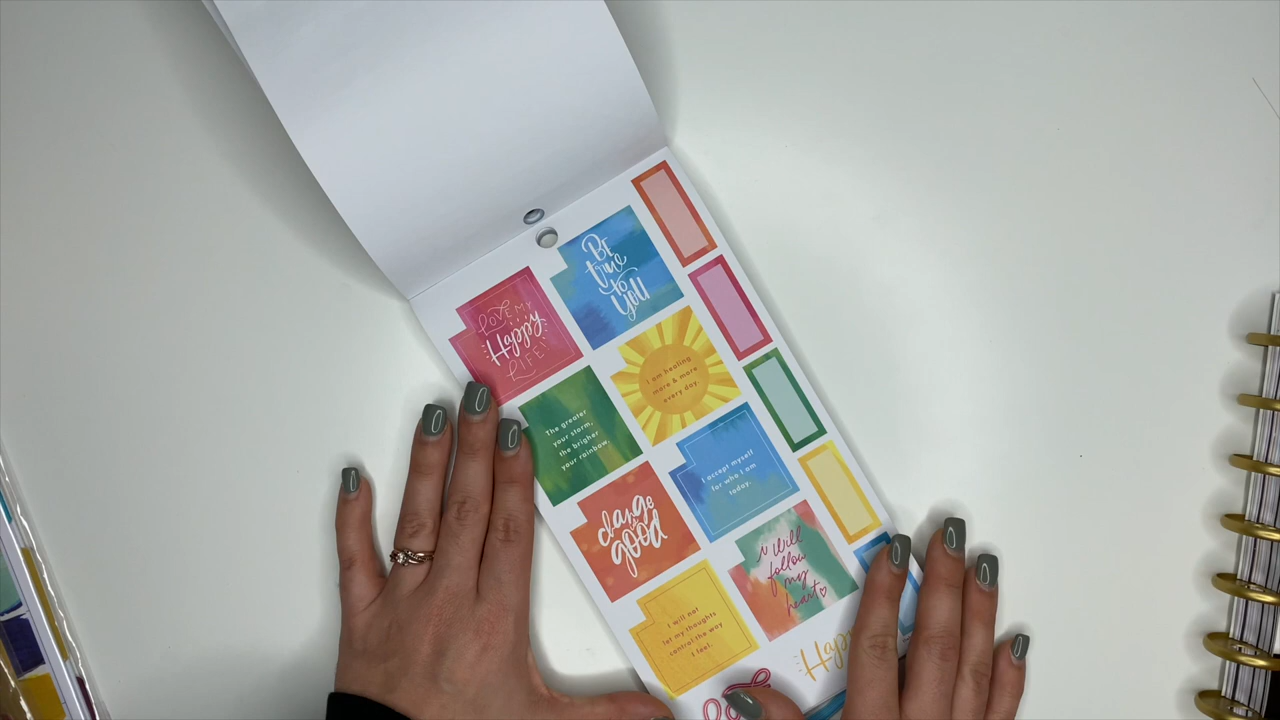 LOVE MY
Happy
LIFE!
BE
true
to
you
The greater
your storm,
the brighter
your rainbow.
I am healing
more & more
every day.
change
is
good
I accept myself
for who I am
today.
I will not
let my thoughts
control the way
I feel.
i will
follow
my
heart